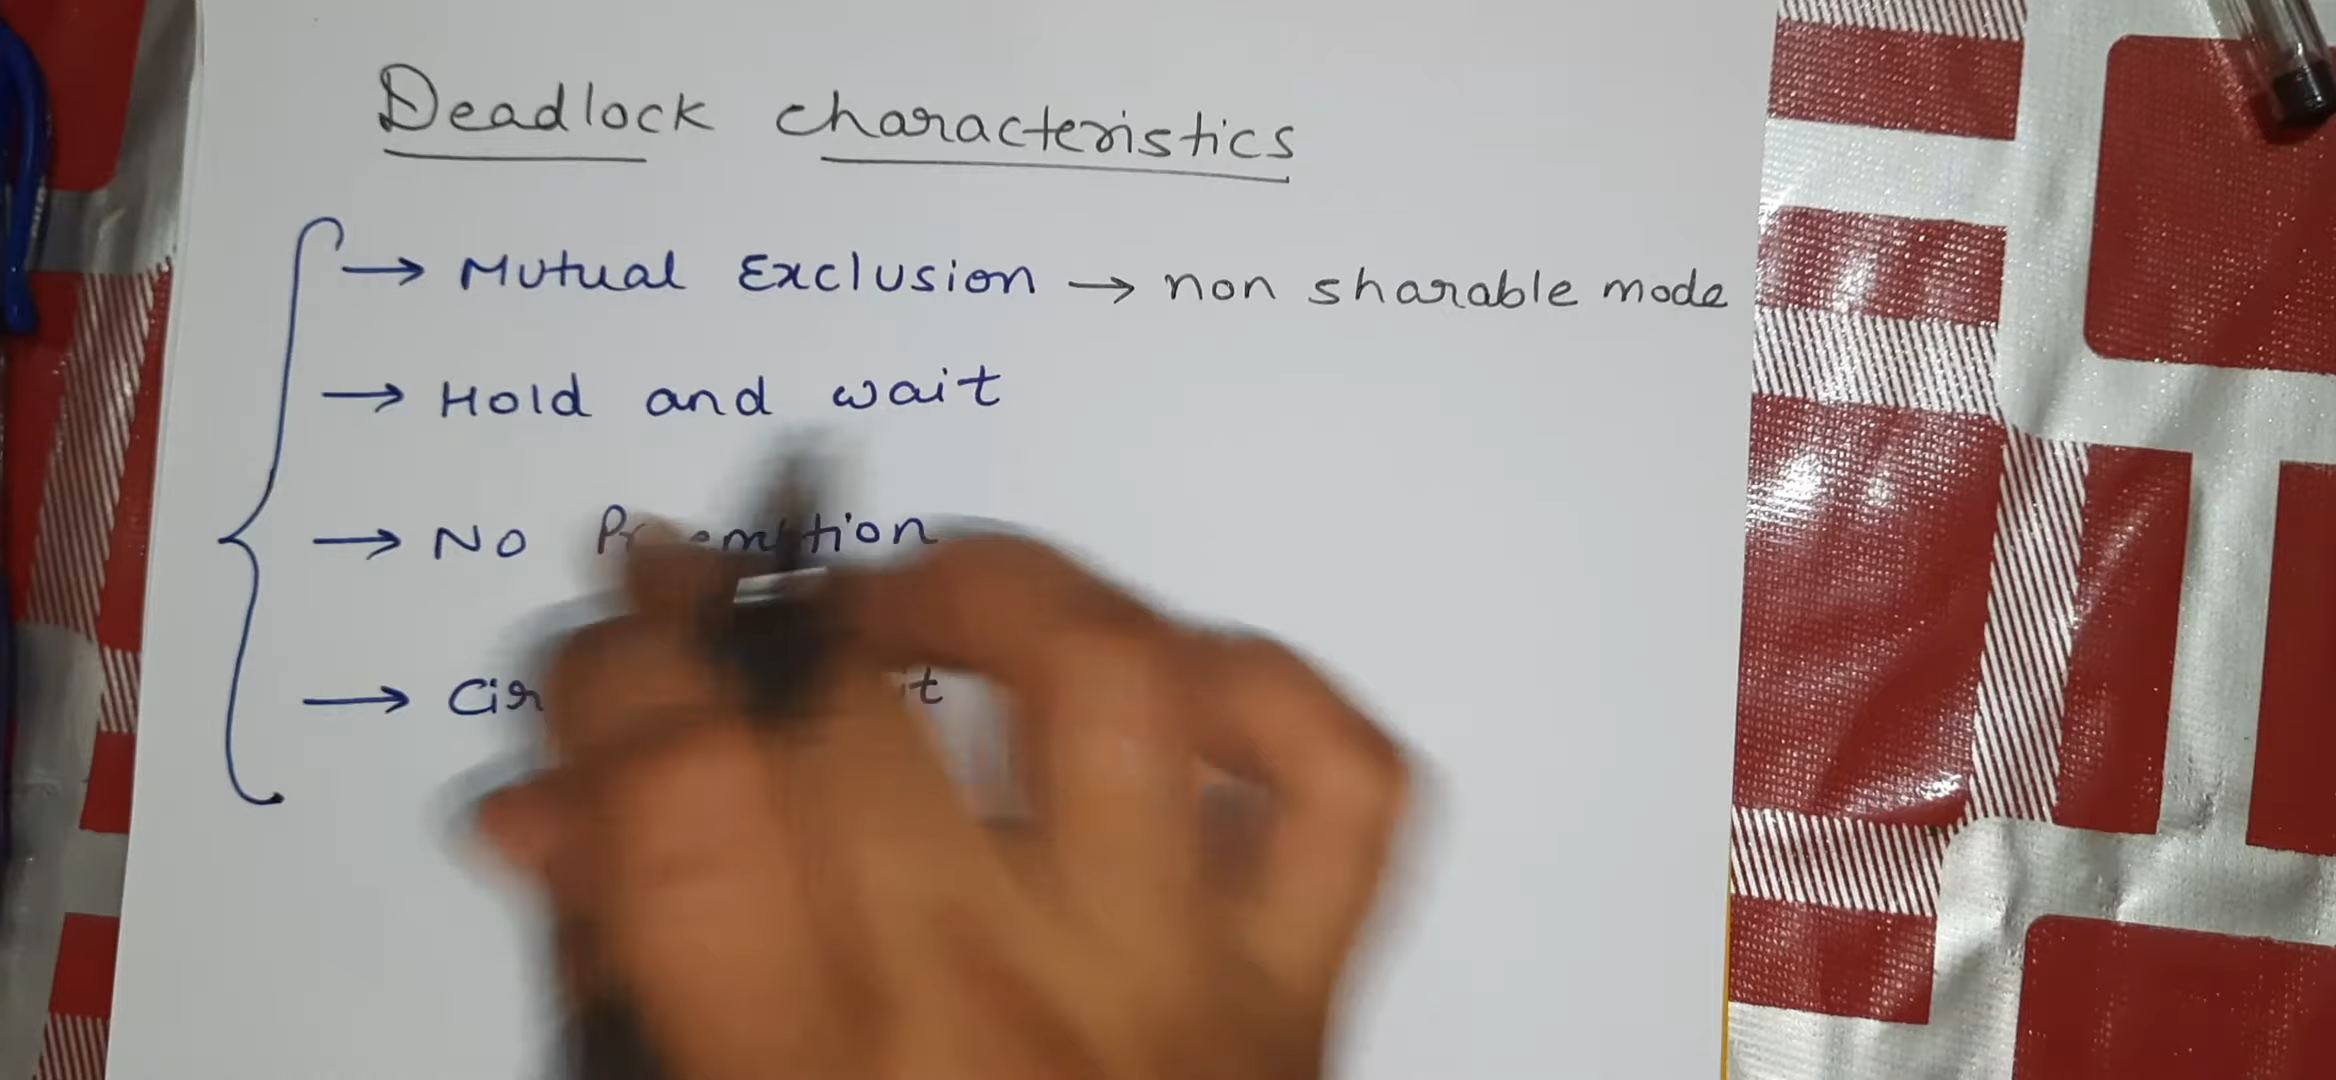 Deadlock characteristics
→ Mutual Exclusion → non sharable mode
→ Hold and wait
→ No
→